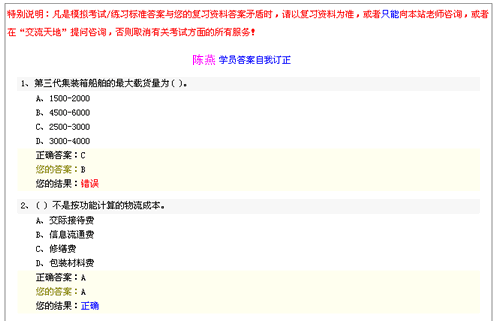 特别说明：凡是模拟考试/练习标准答案与您的复习资料答案矛盾时，请以复习资料为准，或者只能向本站老师咨询，或者
在“交流天地”提问咨询，否则取消有关考试方面的所有服务！
陈燕 学员答案自我订正
1、第三代集装箱船舶的最大载货量为( )。
A、1500-2000
B、4500-6000
C、2500-3000
D、3000-4000
正确答案：C
您的答案：B
您的结果：错误
2、( ) 不是按功能计算的物流成本。
A、交际接待费
B、信息流通费
C、修缮费
D、包装材料费
正确答案：A
您的答案：A
您的结果：正确